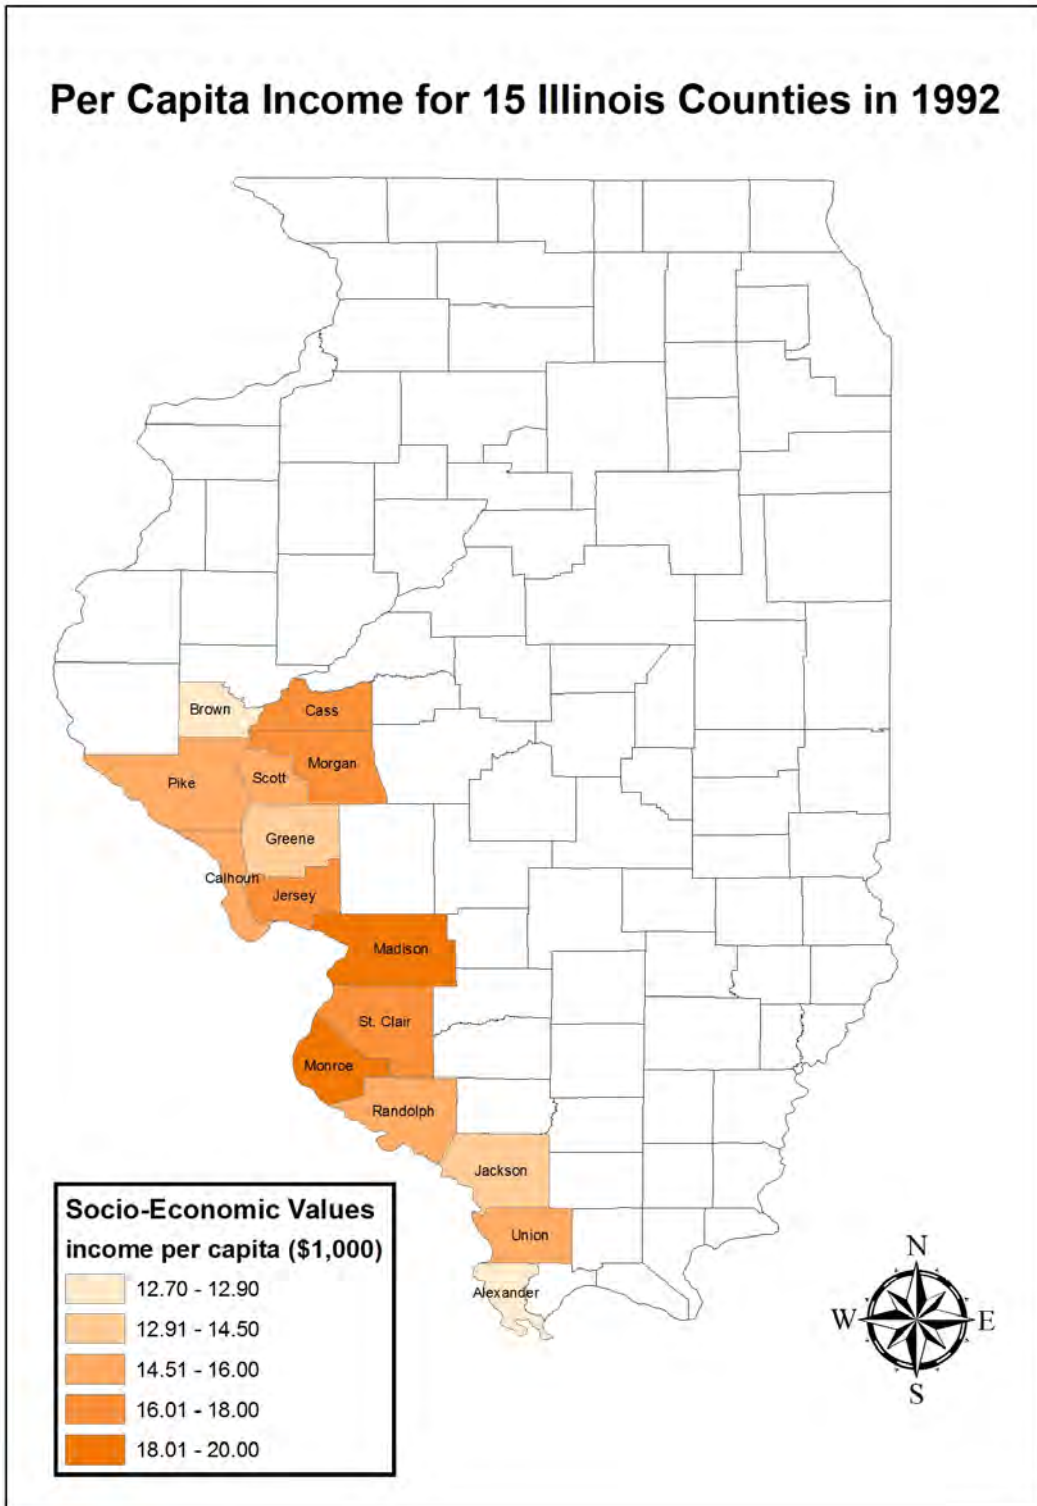 Per Capita Income for 15 Illinois Counties in 1992
Brown
Cass
Pike
Scott
Morgan
Greene
Calhoun
Jersey
Madison
St. Clair
Monroe
Randolph
Jackson
Union
Alexander
Socio-Economic Values
income per capita ($1,000)
12.70 - 12.90
12.91 - 14.50
14.51 - 16.00
16.01 - 18.00
18.01 - 20.00
N
W E
S